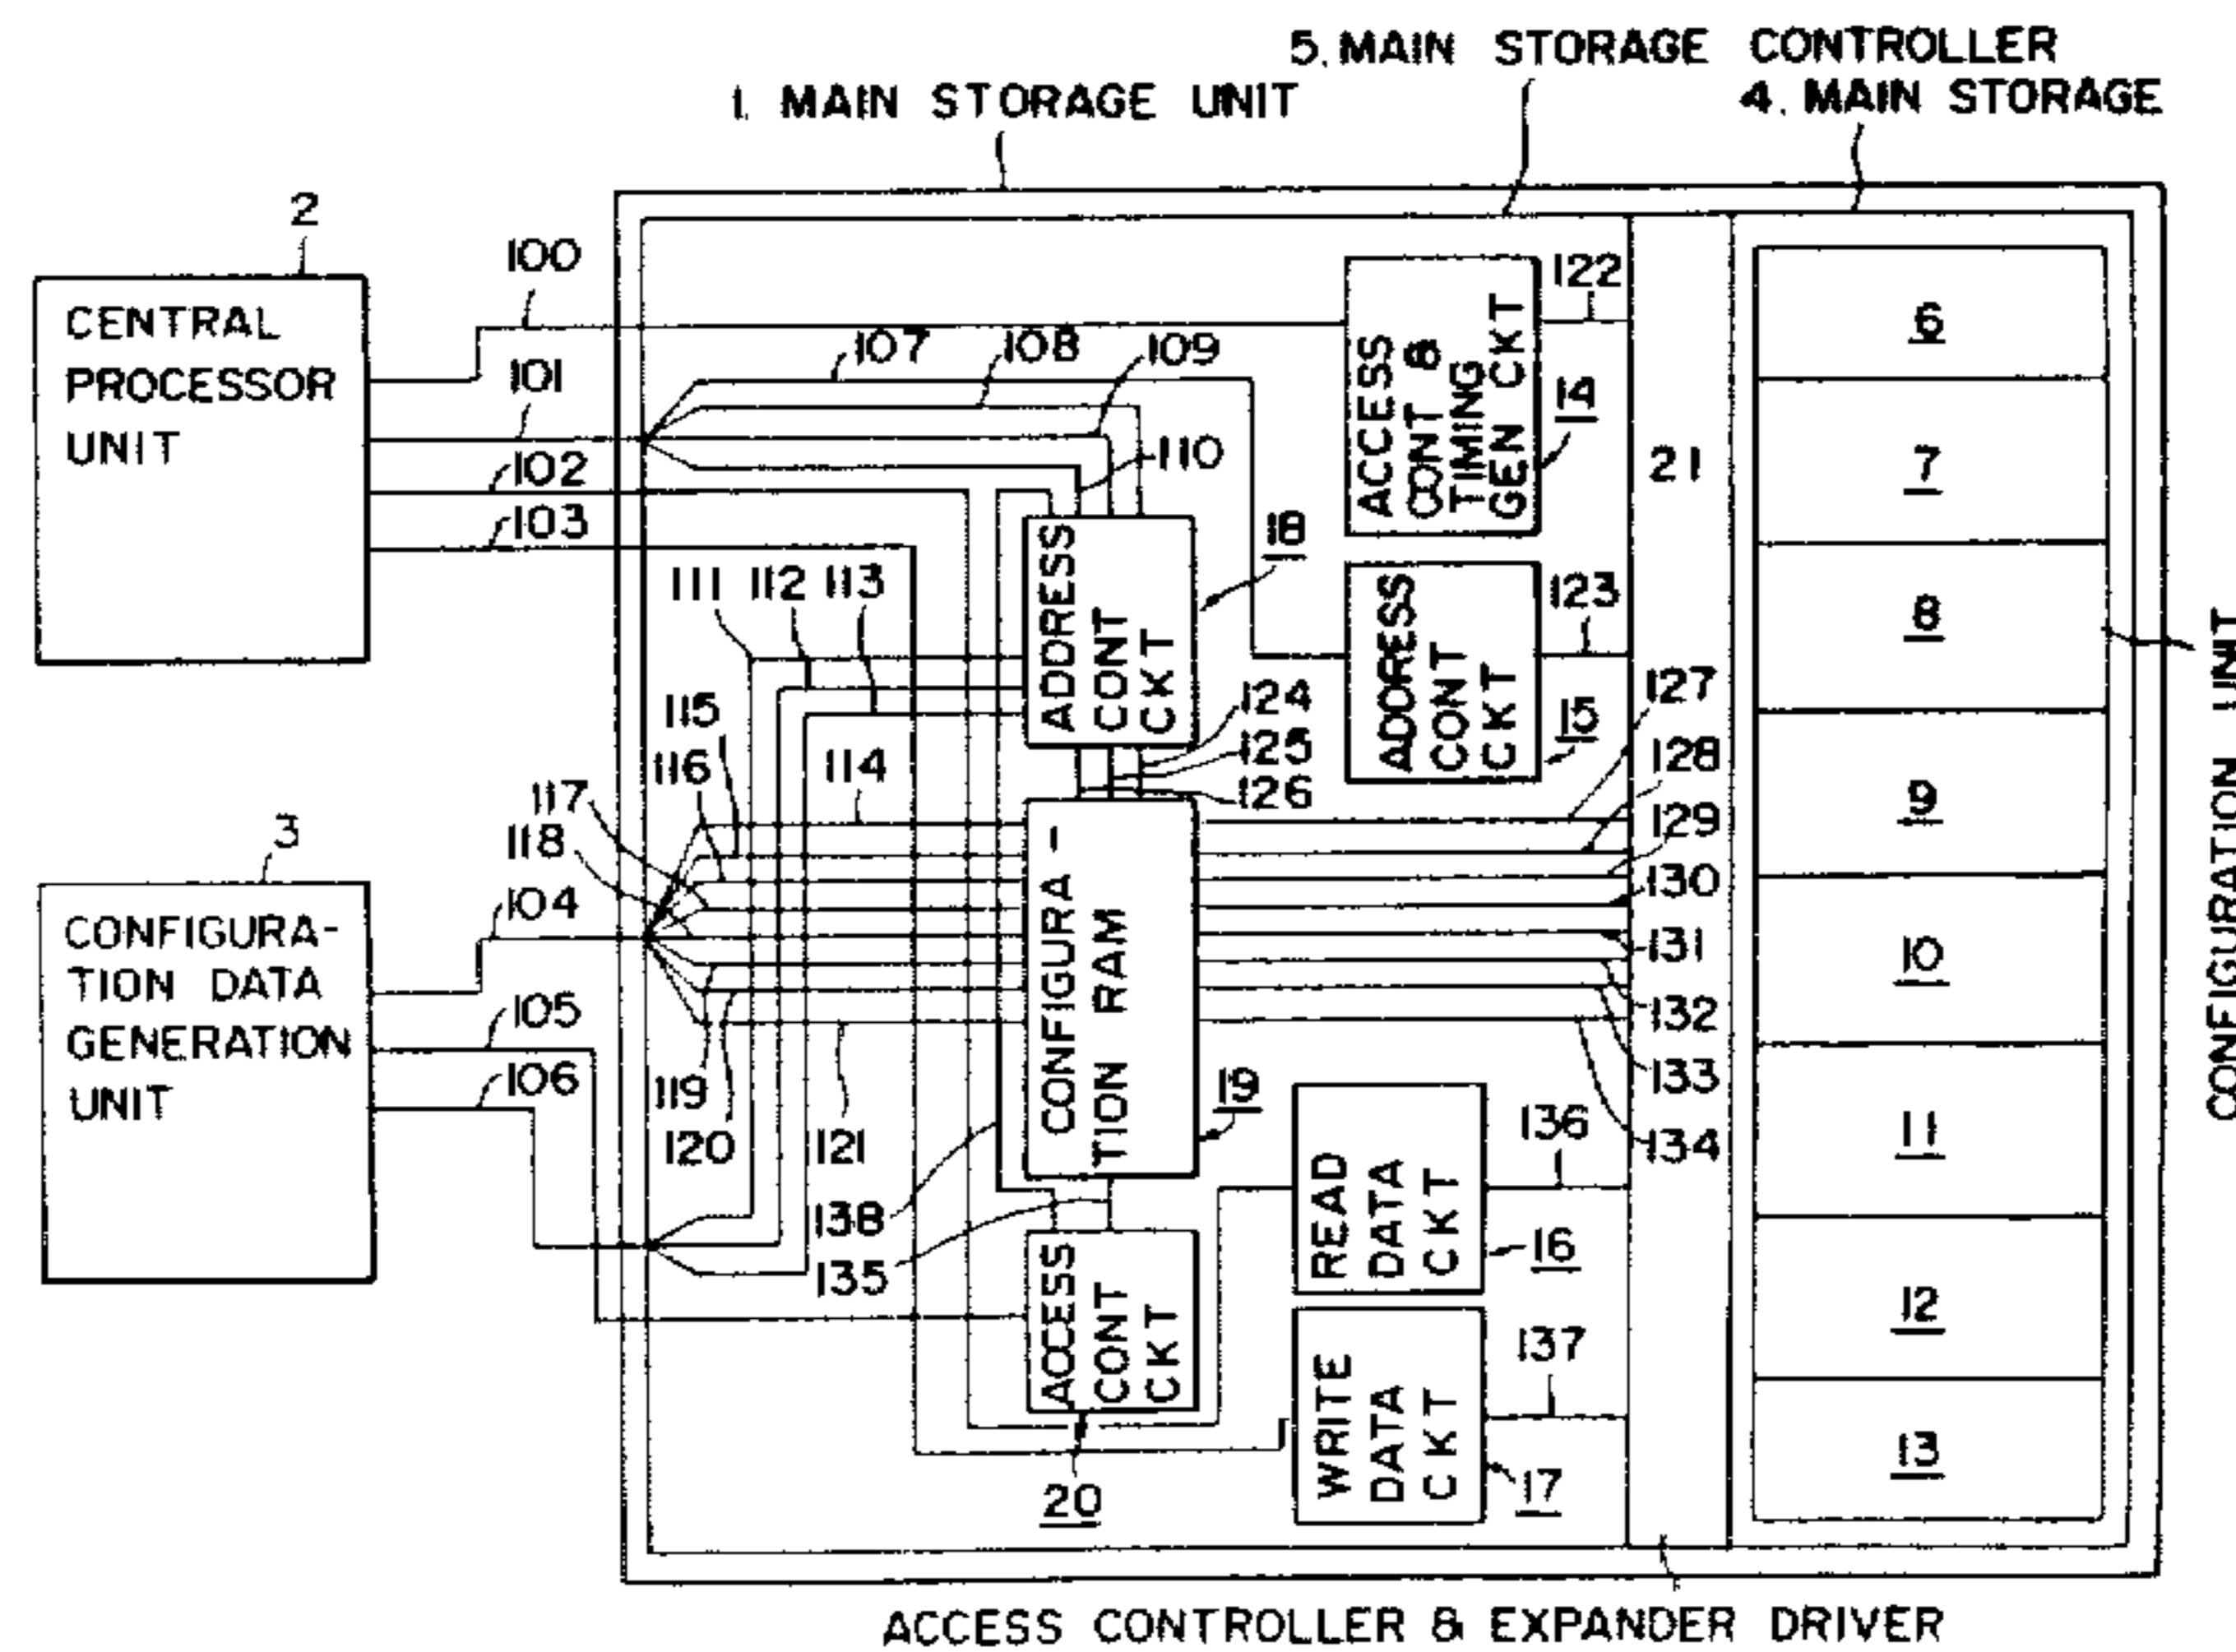 5. MAIN STORAGE CONTROLLER
1. MAIN STORAGE UNIT
4. MAIN STORAGE
2
CENTRAL
PROCESSOR
UNIT
100
101
102
103
107
108
109
110
111
112
113
ADDRESS
CONT
CKT
18
ACCESS
CONT &
TIMING
GEN CKT
14
122
ADDRESS
CONT
CKT
15
123
21
124
125
126
3
CONFIGURA-
TION DATA
GENERATION
UNIT
104
105
106
114
115
116
117
118
119
120
121
CONFIGURA-
TION RAM
19
127
128
129
130
131
132
133
134
138
135
ACCESS
CONT
CKT
20
READ
DATA
CKT
16
136
WRITE
DATA
CKT
17
137
6
7
8
9
10
11
12
13
CONFIGURATION UNIT
ACCESS CONTROLLER & EXPANDER DRIVER